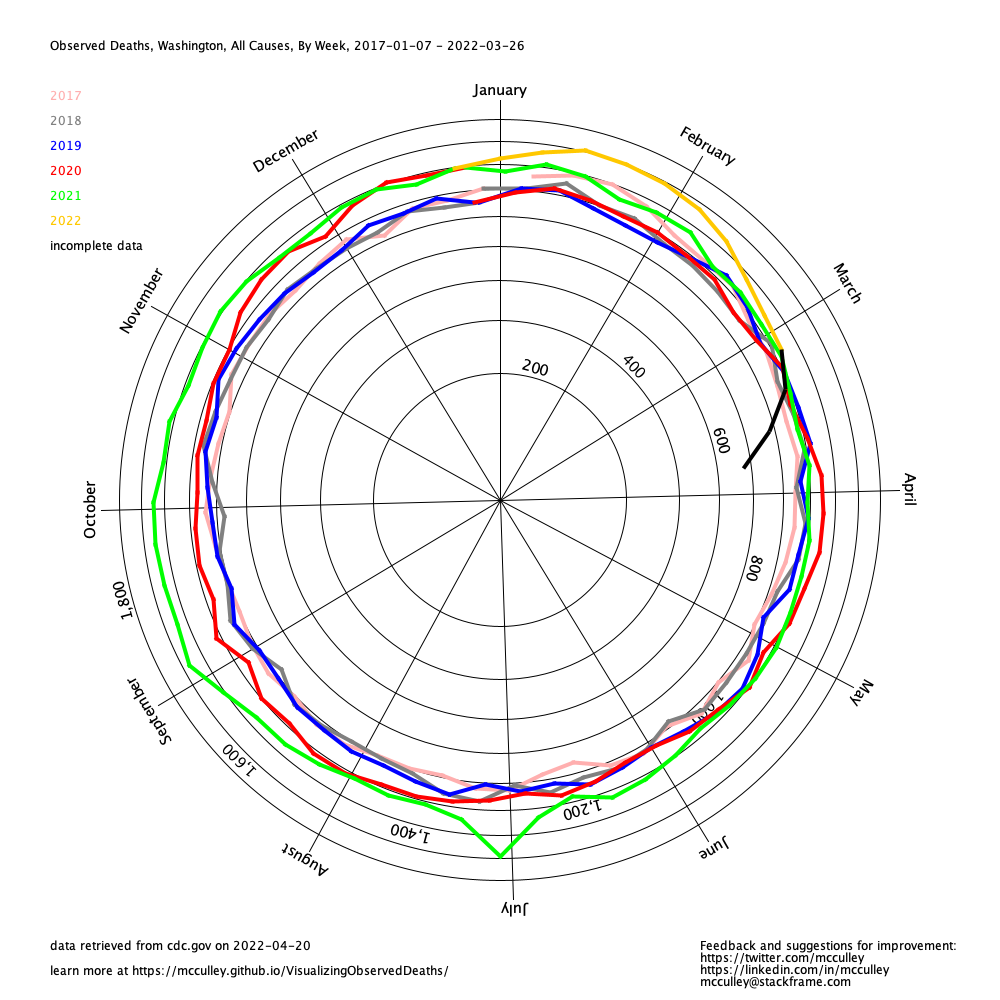 Observed Deaths, Washington, All Causes, By Week, 2017-01-07 - 2022-03-26
January
2017
2018
2019
2020
2021
2022
incomplete data
December
February
November
March
200
400
600
October
April
800
1,800
September
May
1,000
1,600
1,200
1,400
August
June
July
data retrieved from cdc.gov on 2022-04-20
learn more at https://mcculley.github.io/VisualizingObservedDeaths/
Feedback and suggestions for improvement:
https://twitter.com/mcculley
https://linkedin.com/in/mcculley
mcculley@stackframe.com